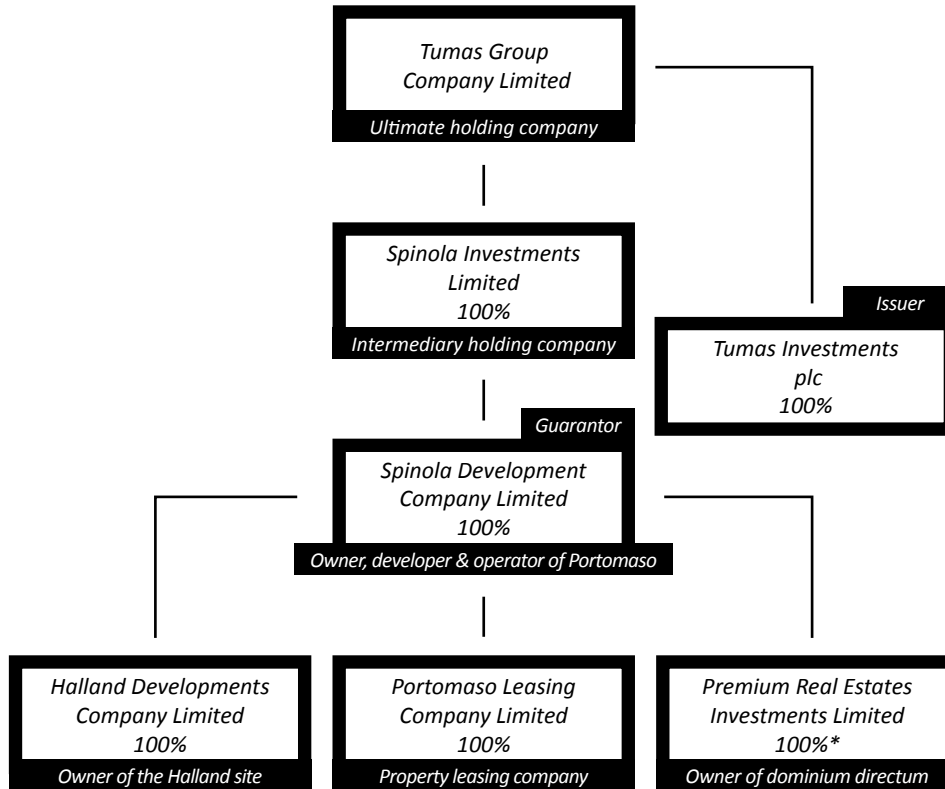 Tumas Group
Company Limited
Ultimate holding company
Spinola Investments
Limited
100%
Intermediary holding company
Issuer
Tumas Investments
plc
100%
Guarantor
Spinola Development
Company Limited
100%
Owner, developer & operator of Portomaso
Halland Developments
Company Limited
100%
Owner of the Halland site
Portomaso Leasing
Company Limited
100%
Property leasing company
Premium Real Estates
Investments Limited
100%*
Owner of dominium directum